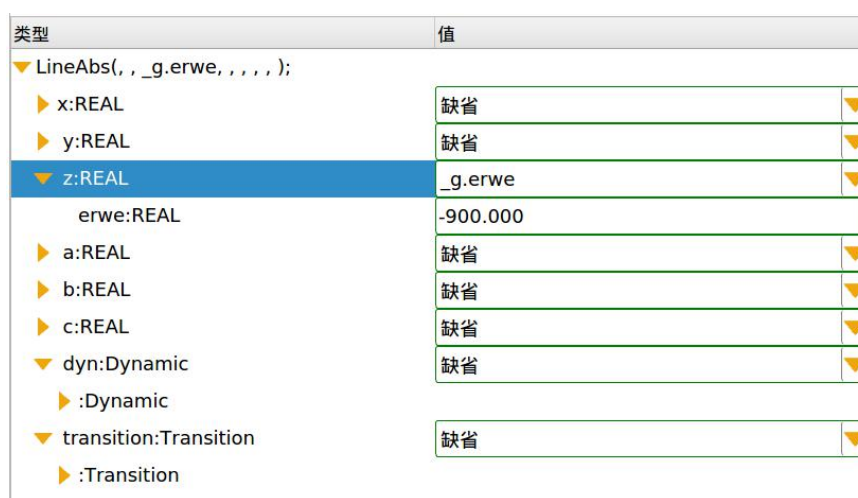 类型 值
LineAbs(, , _g.erwe, , , , , );
x:REAL 缺省
y:REAL 缺省
z:REAL _g.erwe
erwe:REAL -900.000
a:REAL 缺省
b:REAL 缺省
c:REAL 缺省
dyn:Dynamic 缺省
:Dynamic
transition:Transition 缺省
:Transition